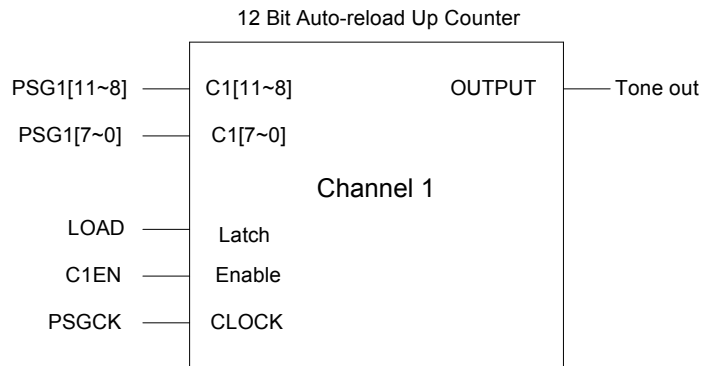 12 Bit Auto-reload Up Counter
PSG1[11~8] C1[11~8] OUTPUT Tone out
PSG1[7~0] C1[7~0]
Channel 1
LOAD Latch
C1EN Enable
PSGCK CLOCK